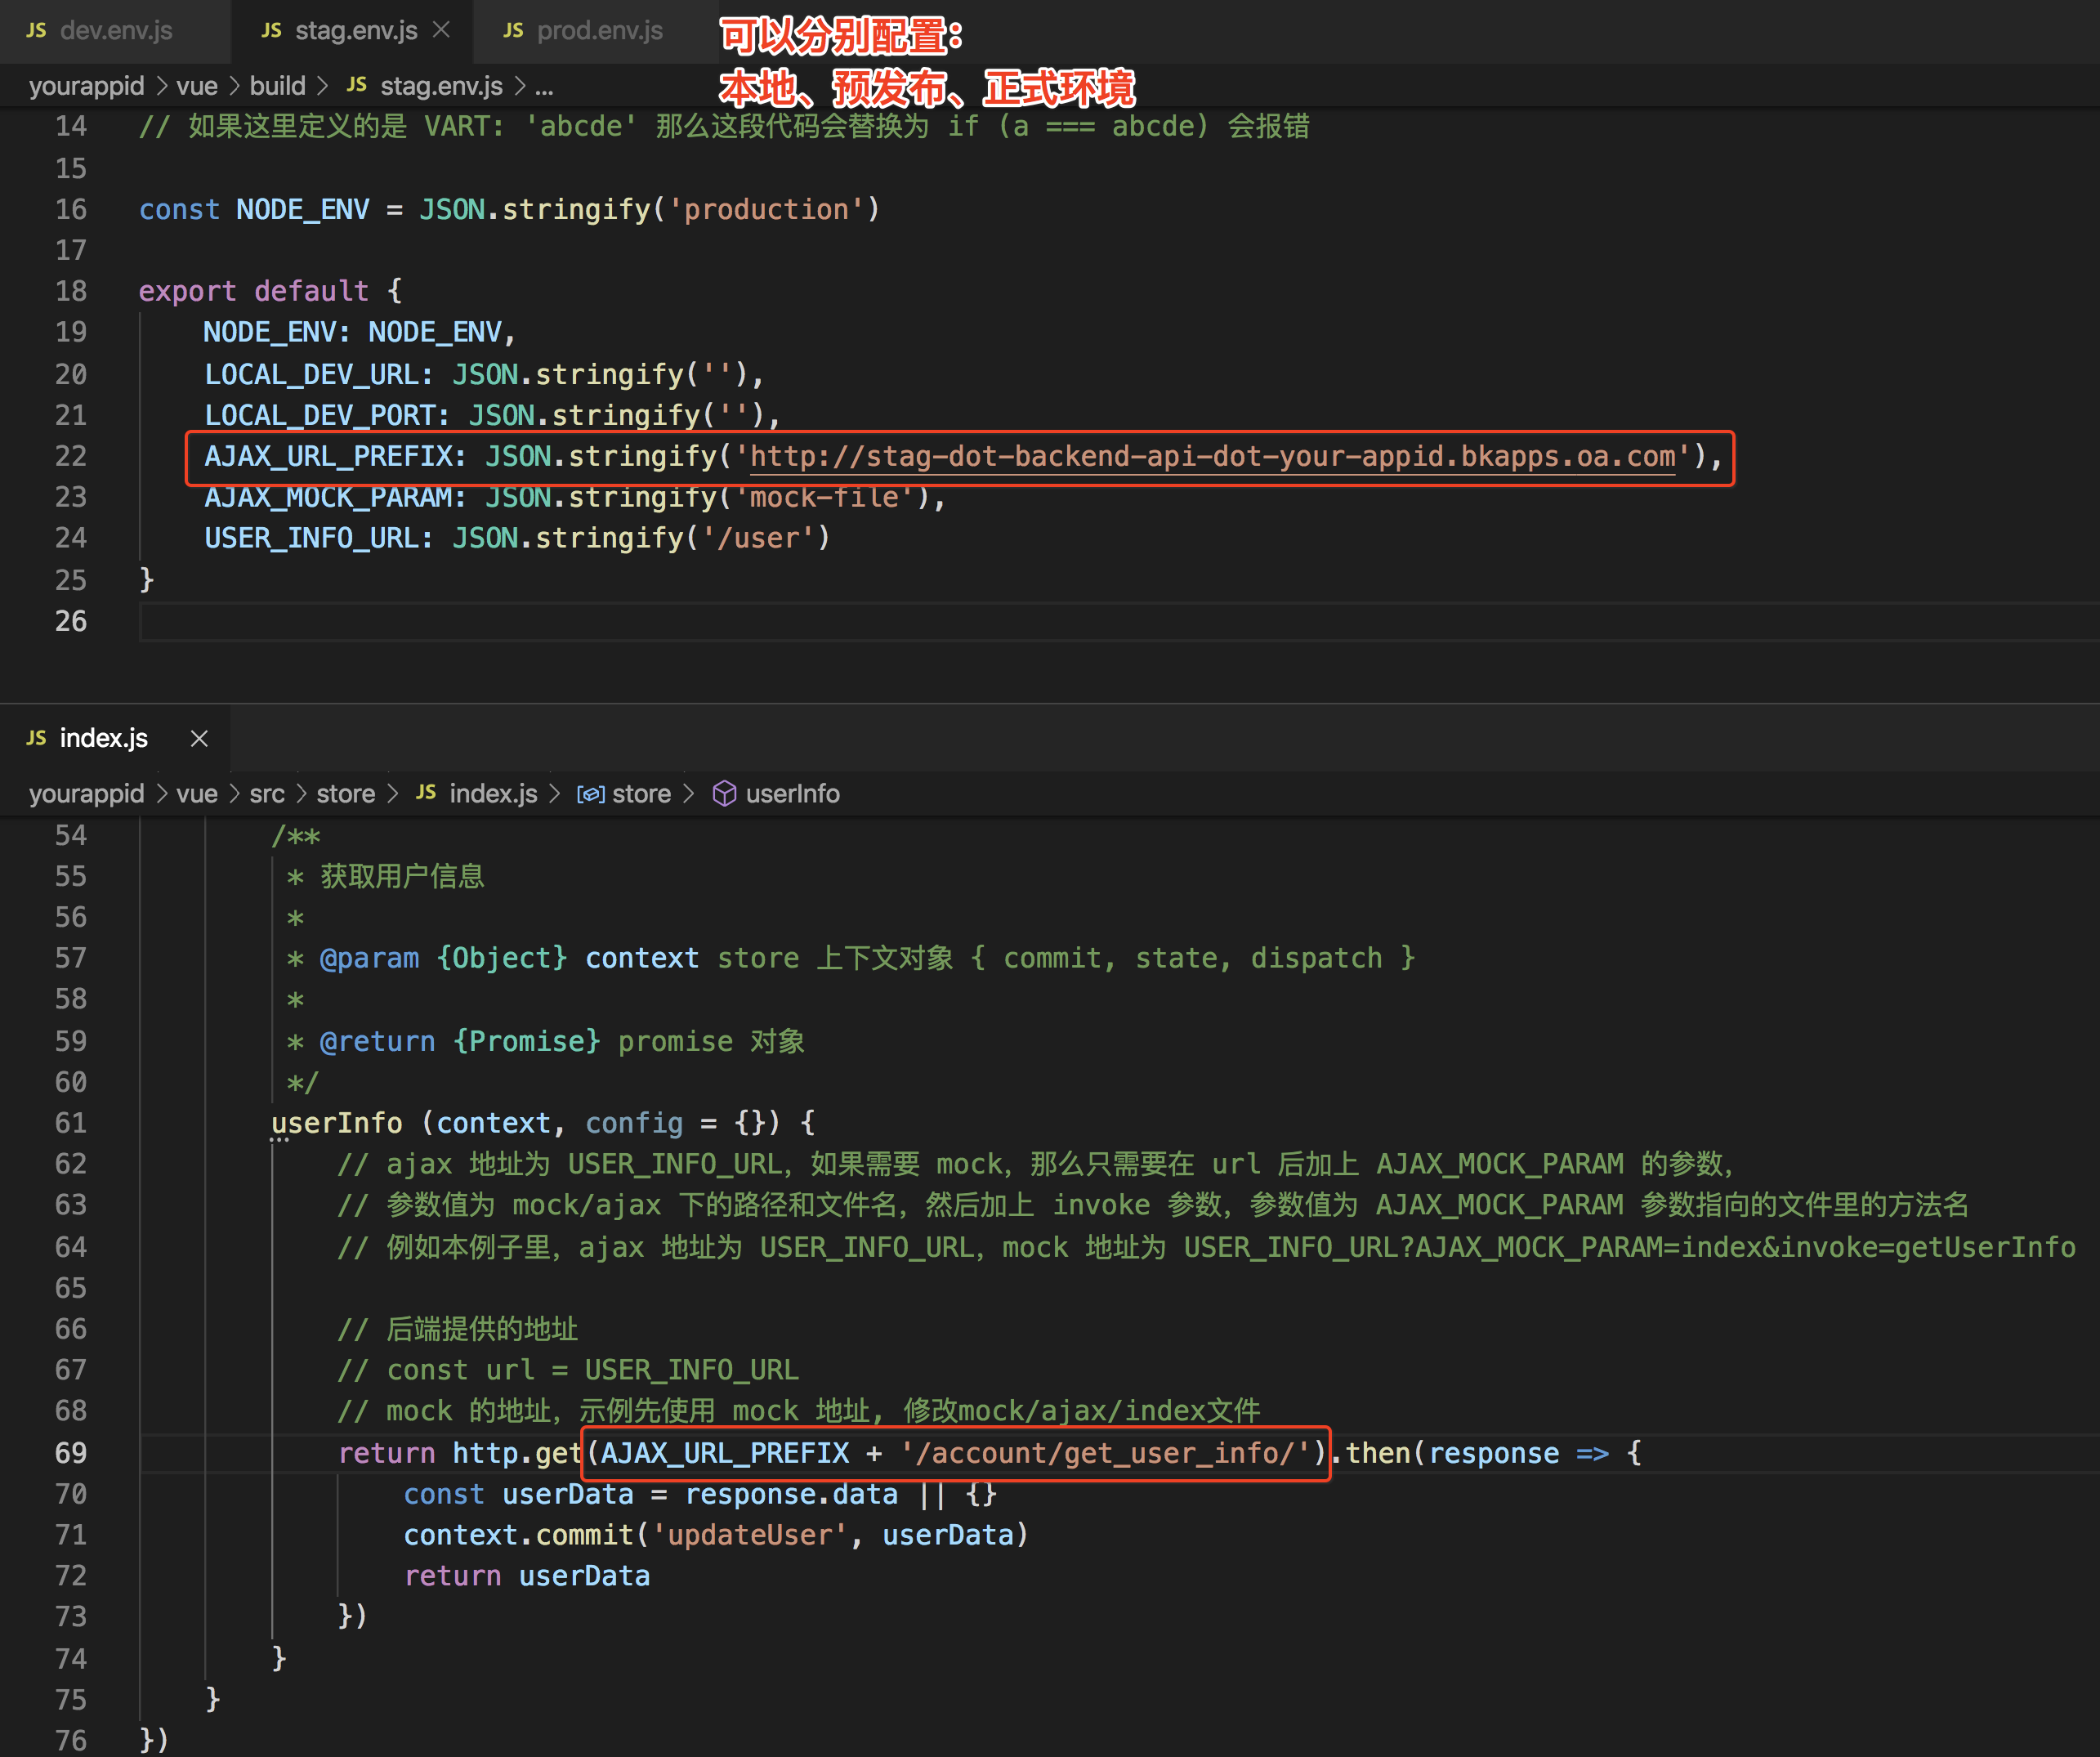 JS dev.env.js JS stag.env.js × JS prod.env.js 可以分别配置：
yourappid > vue > build > JS stag.env.js > ... 本地、预发布、正式环境
14 // 如果这里定义的是 VART: 'abcde' 那么这段代码会替换为 if (a === abcde) 会报错
15
16 const NODE_ENV = JSON.stringify('production')
17
18 export default {
19 NODE_ENV: NODE_ENV,
20 LOCAL_DEV_URL: JSON.stringify(''),
21 LOCAL_DEV_PORT: JSON.stringify(''),
22 AJAX_URL_PREFIX: JSON.stringify('http://stag-dot-backend-api-dot-your-appid.bkapps.oa.com'),
23 AJAX_MOCK_PARAM: JSON.stringify('mock-file'),
24 USER_INFO_URL: JSON.stringify('/user')
25 }
26
JS index.js ×
yourappid > vue > src > store > JS index.js > store > userInfo
54 /**
55 * 获取用户信息
56 *
57 * @param {Object} context store 上下文对象 { commit, state, dispatch }
58 *
59 * @return {Promise} promise 对象
60 */
61 userInfo (context, config = {}) {
62 // ajax 地址为 USER_INFO_URL，如果需要 mock，那么只需要在 url 后加上 AJAX_MOCK_PARAM 的参数，
63 // 参数值为 mock/ajax 下的路径和文件名，然后加上 invoke 参数，参数值为 AJAX_MOCK_PARAM 参数指向的文件里的方法名
64 // 例如本例子里，ajax 地址为 USER_INFO_URL，mock 地址为 USER_INFO_URL?AJAX_MOCK_PARAM=index&invoke=getUserInfo
65
66 // 后端提供的地址
67 // const url = USER_INFO_URL
68 // mock 的地址，示例先使用 mock 地址, 修改mock/ajax/index文件
69 return http.get(AJAX_URL_PREFIX + '/account/get_user_info/').then(response => {
70 const userData = response.data || {}
71 context.commit('updateUser', userData)
72 return userData
73 })
74 }
75 }
76 })